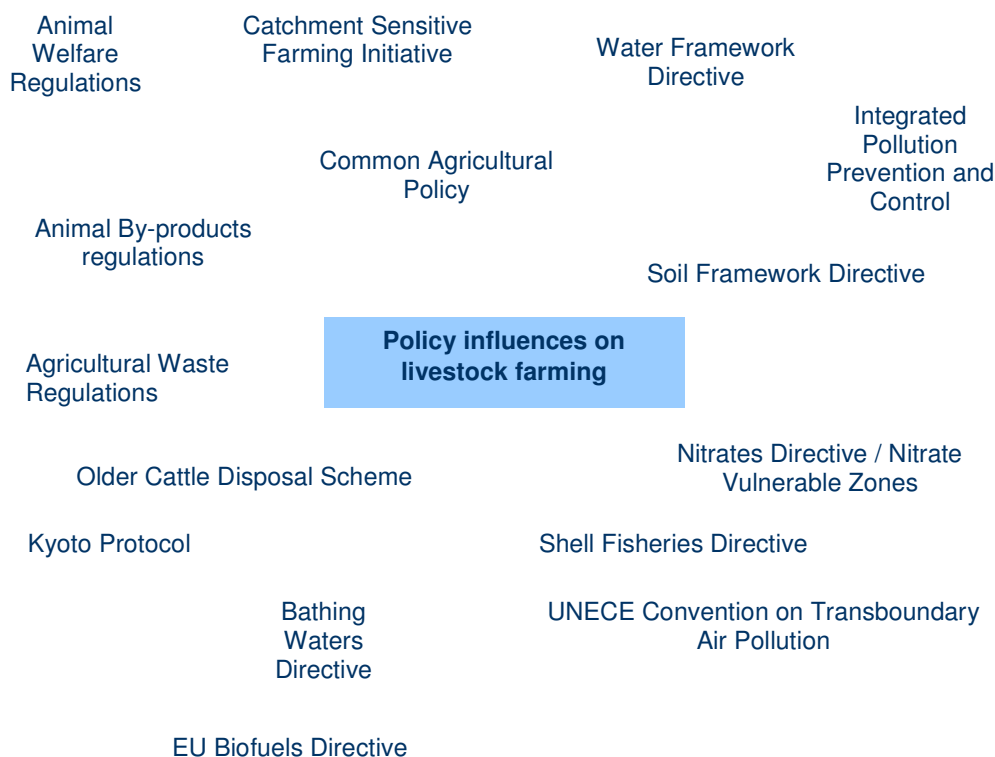 Animal
Welfare
Regulations
Catchment Sensitive
Farming Initiative
Water Framework
Directive
Integrated
Pollution
Prevention and
Control
Common Agricultural
Policy
Animal By-products
regulations
Soil Framework Directive
Policy influences on
livestock farming
Agricultural Waste
Regulations
Older Cattle Disposal Scheme
Nitrates Directive / Nitrate
Vulnerable Zones
Kyoto Protocol
Shell Fisheries Directive
Bathing
Waters
Directive
UNECE Convention on Transboundary
Air Pollution
EU Biofuels Directive